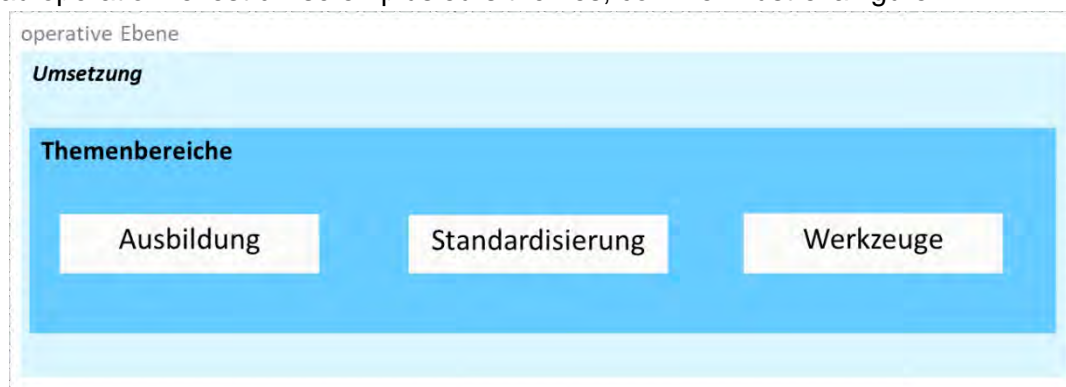 operative Ebene
Umsetzung
Themenbereiche
Ausbildung
Standardisierung
Werkzeuge